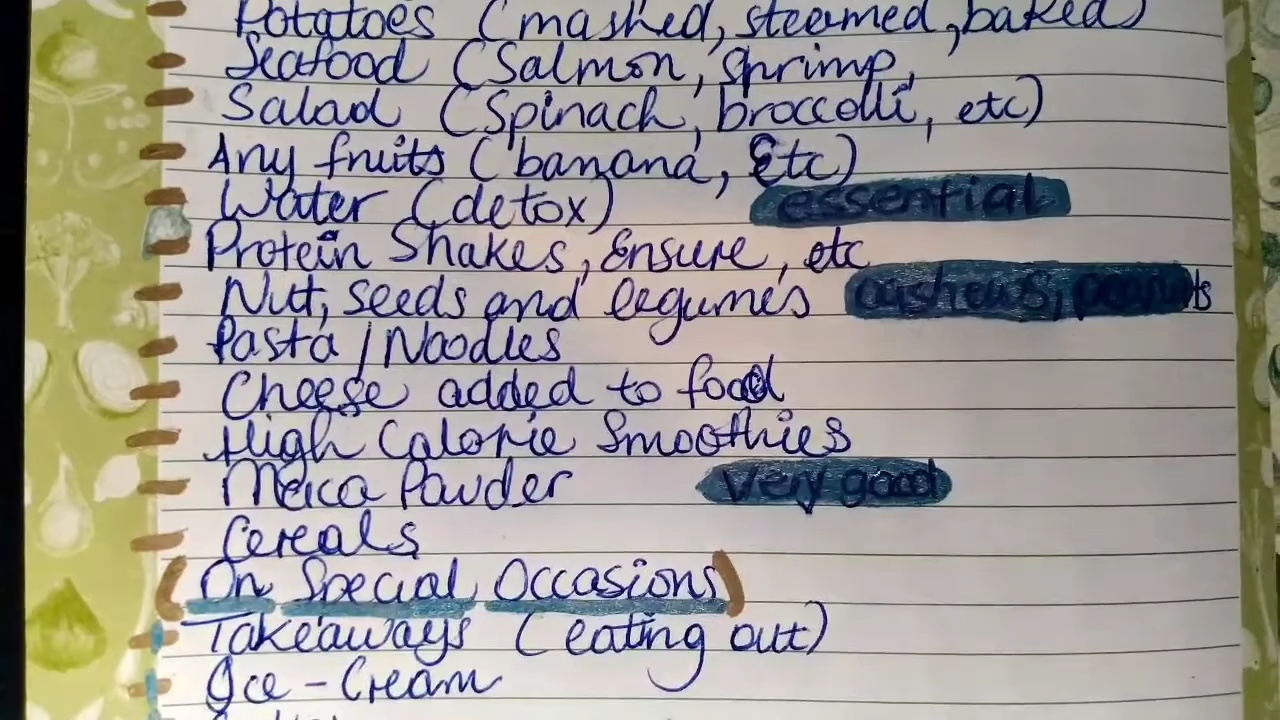 Potatoes (mashed, steamed, baked)
Seafood (Salmon, Shrimp,
Salad (Spinach, broccolli, etc)
Any fruits (banana, Etc)
Water (detox) essential
Protein Shakes, Ensure, etc
Nut, Seeds and legumes cashews, peanuts
Pasta / Noodles
Cheese added to food
High Calorie Smoothies
Maca Powder very good
Cereals
(On Special Occasions)
Takeaways (eating out)
Ice-Cream